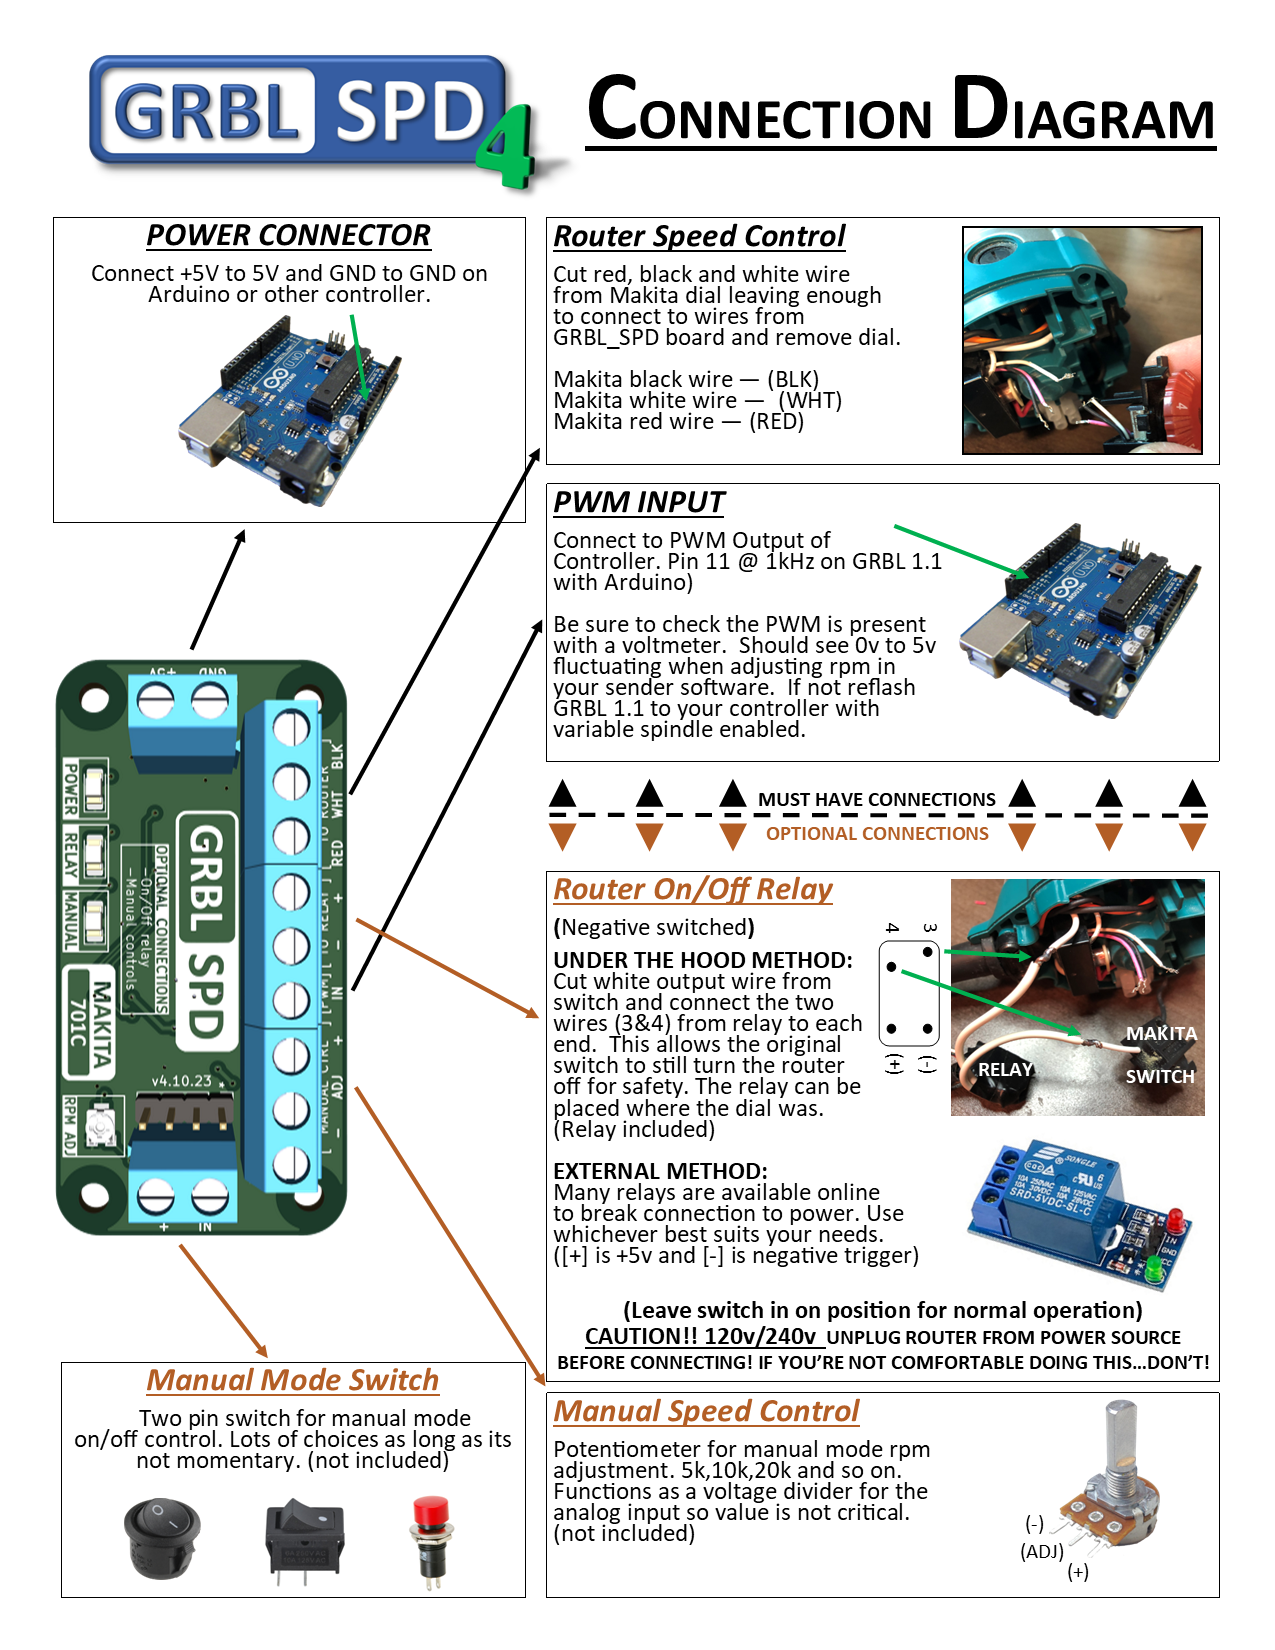 GRBL SPD 4
CONNECTION DIAGRAM
POWER CONNECTOR
Connect +5V to 5V and GND to GND on
Arduino or other controller.
Router Speed Control
Cut red, black and white wire
from Makita dial leaving enough
to connect to wires from
GRBL_SPD board and remove dial.
Makita black wire — (BLK)
Makita white wire — (WHT)
Makita red wire — (RED)
4
PWM INPUT
Connect to PWM Output of
Controller. Pin 11 @ 1kHz on GRBL 1.1
with Arduino)
Be sure to check the PWM is present
with a voltmeter. Should see 0v to 5v
fluctuating when adjusting rpm in
your sender software. If not reflash
GRBL 1.1 to your controller with
variable spindle enabled.
UNO
ARDUINO
UNO
ARDUINO
+5V GND
POWER
RELAY
MANUAL
OPTIONAL CONNECTIONS
—On/Off relay
—Manual controls
GRBL SPD
MAKITA
701C
v4.10.23 *
RPM ADJ
+ IN
[ TO ROUTER ]
RED WHT BLK
[PWM] [TO RELAY ]
IN - +
[ MANUAL CTRL ]
- ADJ +
MUST HAVE CONNECTIONS
OPTIONAL CONNECTIONS
Router On/Off Relay
(Negative switched)
UNDER THE HOOD METHOD:
Cut white output wire from
switch and connect the two
wires (3&4) from relay to each
end. This allows the original
switch to still turn the router
off for safety. The relay can be
placed where the dial was.
(Relay included)
4 3
(+) (-)
RELAY
MAKITA
SWITCH
EXTERNAL METHOD:
Many relays are available online
to break connection to power. Use
whichever best suits your needs.
([+] is +5v and [-] is negative trigger)
SONGLE
10A 250VAC 10A 125VAC
10A 30VDC 10A 28VDC
SRD-5VDC-SL-C
IN
GND
(Leave switch in on position for normal operation)
CAUTION!! 120v/240v UNPLUG ROUTER FROM POWER SOURCE
BEFORE CONNECTING! IF YOU’RE NOT COMFORTABLE DOING THIS…DON’T!
Manual Mode Switch
Two pin switch for manual mode
on/off control. Lots of choices as long as its
not momentary. (not included)
Manual Speed Control
Potentiometer for manual mode rpm
adjustment. 5k,10k,20k and so on.
Functions as a voltage divider for the
analog input so value is not critical.
(not included)
(-)
(ADJ)
(+)